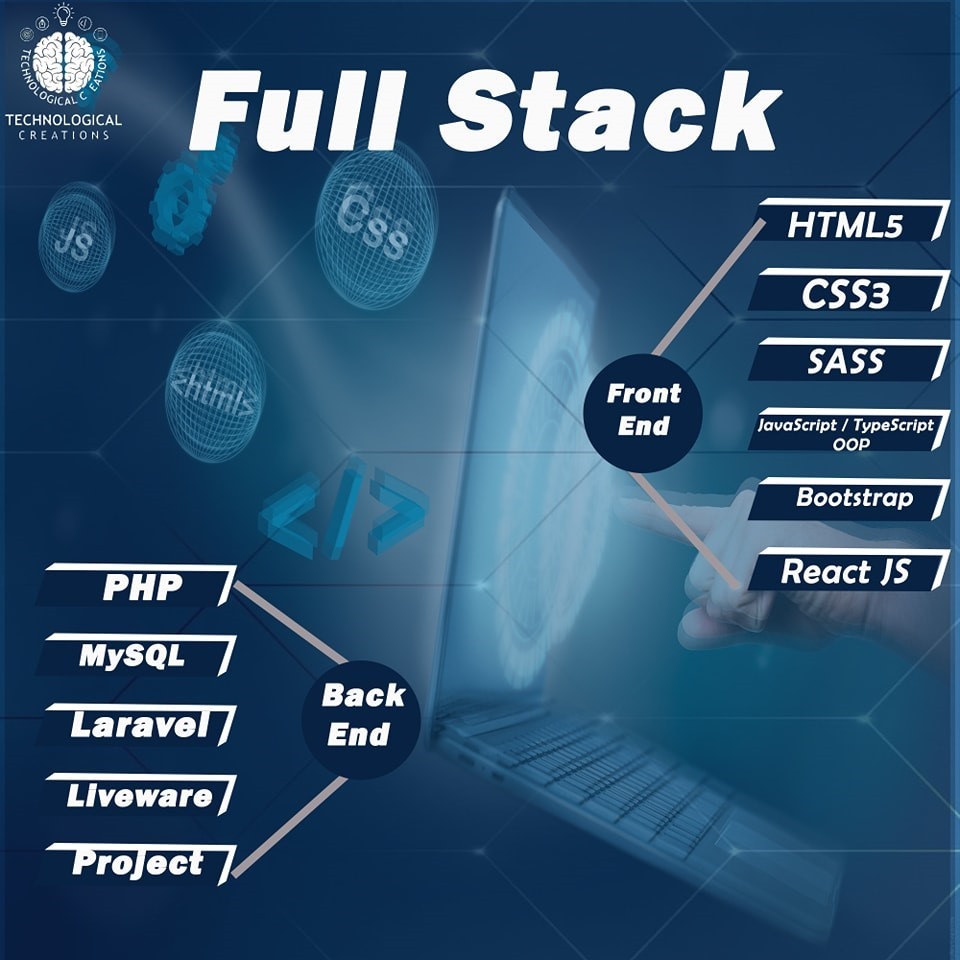 TECHNOLOGICAL CREATIONS
TECHNOLOGICAL
CREATIONS
Full Stack
JS
Css
<html>
</>
Front
End
HTML5
CSS3
SASS
JavaScript / TypeScript
OOP
Bootstrap
React JS
Back
End
PHP
MySQL
Laravel
Liveware
Project